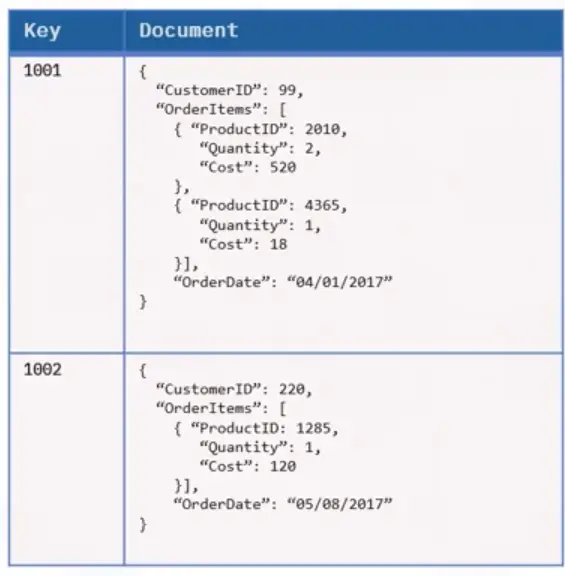 Key Document
1001 {
“CustomerID”: 99,
“OrderItems”: [
{ “ProductID”: 2010,
“Quantity”: 2,
“Cost”: 520
},
{ “ProductID”: 4365,
“Quantity”: 1,
“Cost”: 18
}],
“OrderDate”: “04/01/2017”
}
1002 {
“CustomerID”: 220,
“OrderItems”: [
{ “ProductID: 1285,
“Quantity”: 1,
“Cost”: 120
}],
“OrderDate”: “05/08/2017”
}